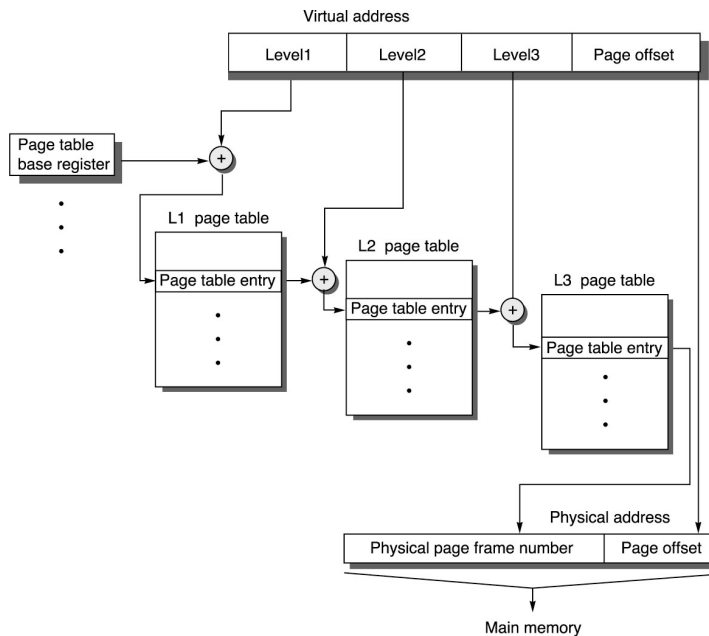 Virtual address
Level1 Level2 Level3 Page offset
Page table
base register
L1 page table
L2 page table
L3 page table
Page table entry
Page table entry
Page table entry
Physical address
Physical page frame number Page offset
Main memory